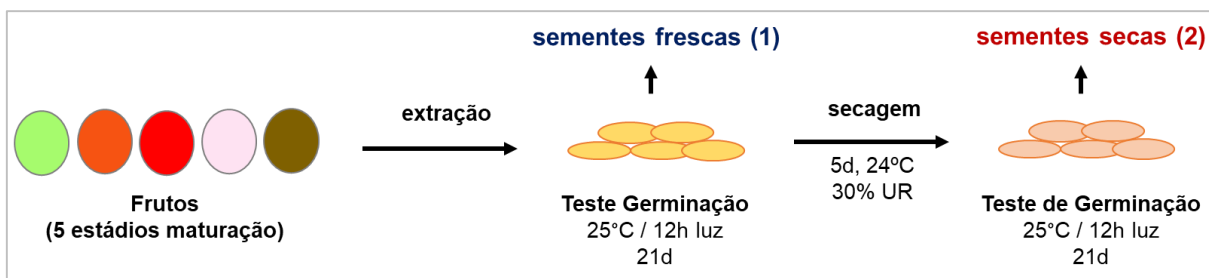 sementes frescas (1)
sementes secas (2)
extração
secagem
5d, 24ºC
30% UR
Frutos
(5 estádios maturação)
Teste Germinação
25°C / 12h luz
21d
Teste de Germinação
25°C / 12h luz
21d